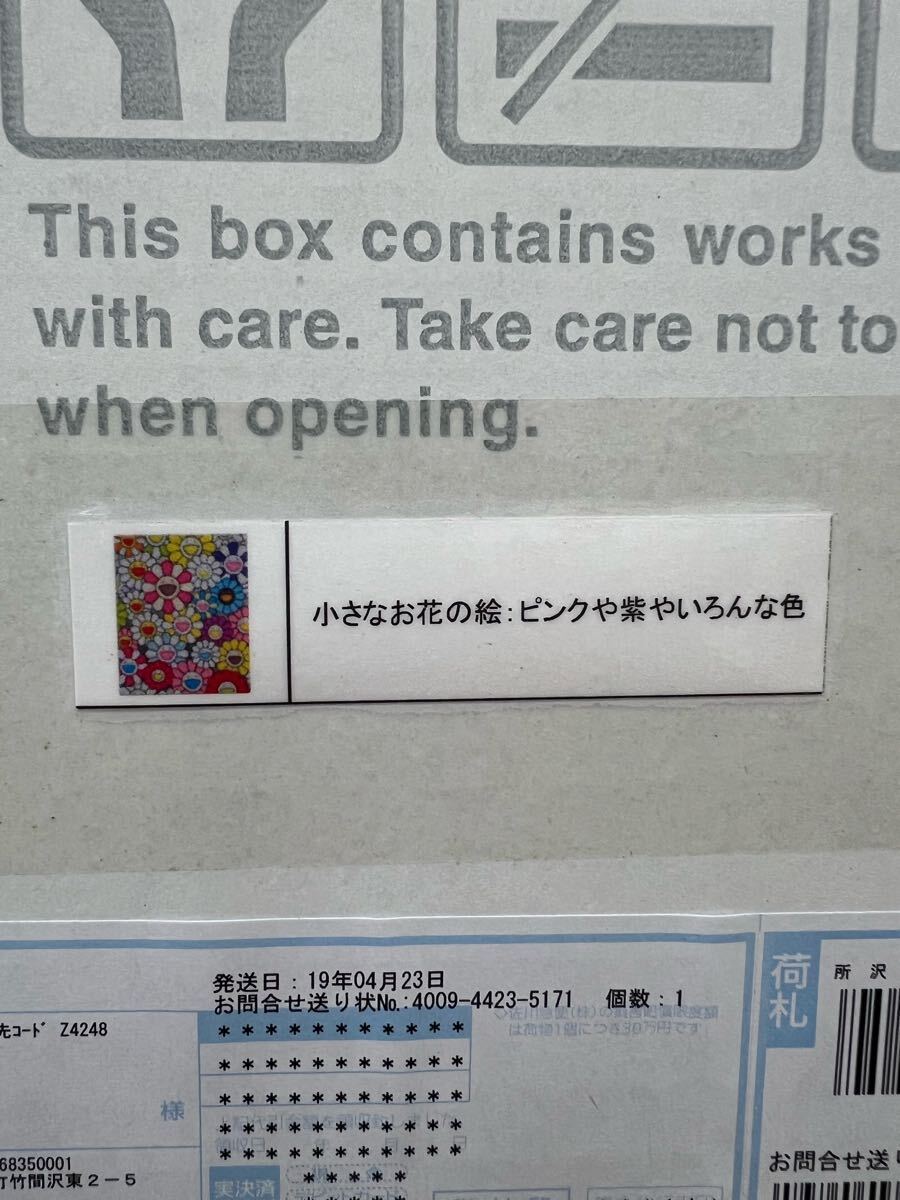 This box contains works
with care. Take care not to
when opening.
小さなお花の絵:ピンクや紫やいろんな色
発送日:19年04月23日
お問合せ送り状No.:4009-4423-5171 個数:1
荷札
所沢
先コード Z4248
* * * * * * * * * * *
* * * * * * * * * * *
* * * * * * * * * * *
様
* * * * * * * * * * *
* * * * * * * * * * *
68350001
町竹間沢東2-5
実決済
* * * * *
お問合せ送り